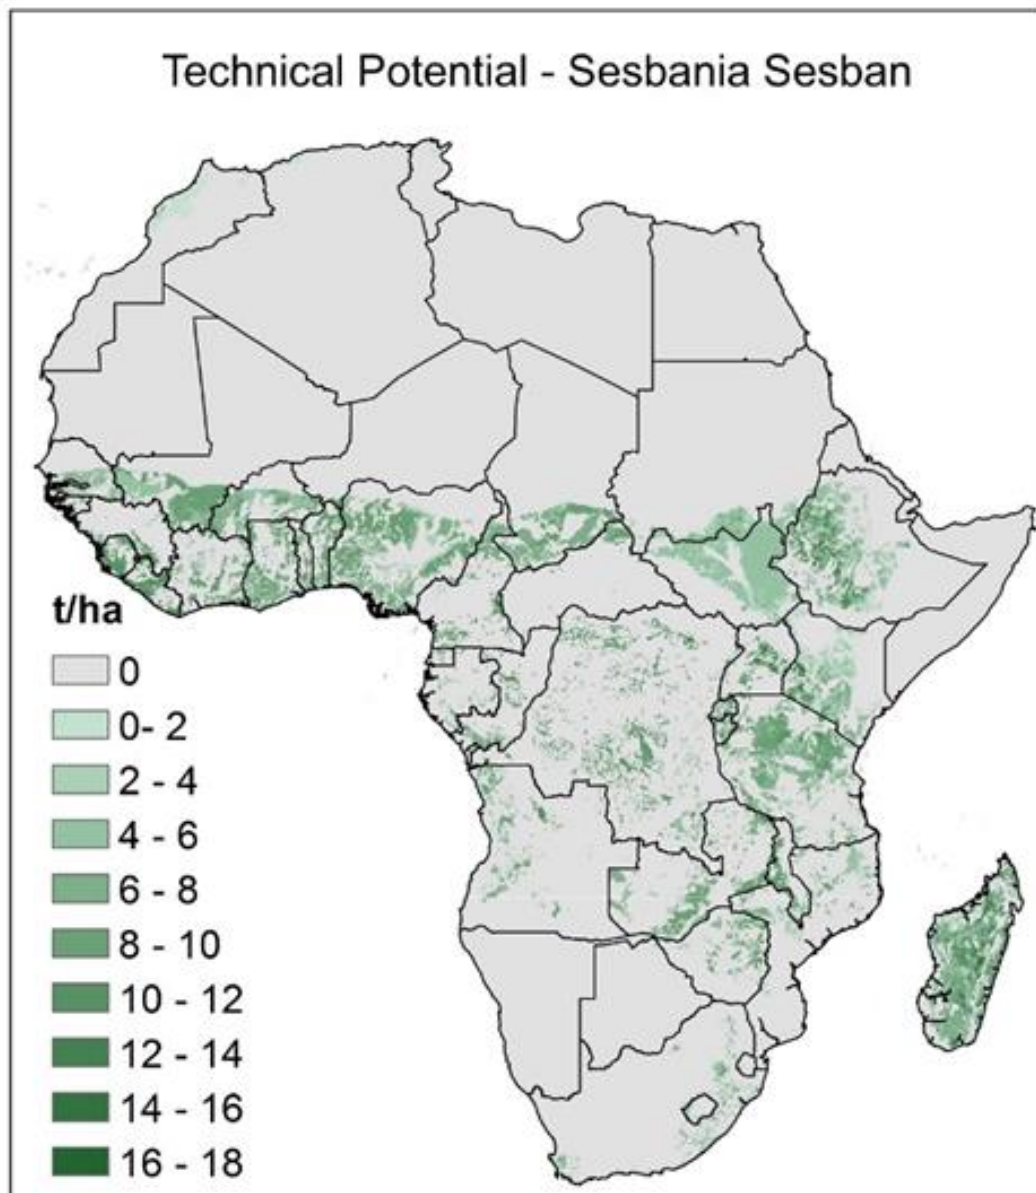 Technical Potential - Sesbania Sesban
t/ha
0
0- 2
2 - 4
4 - 6
6 - 8
8 - 10
10 - 12
12 - 14
14 - 16
16 - 18